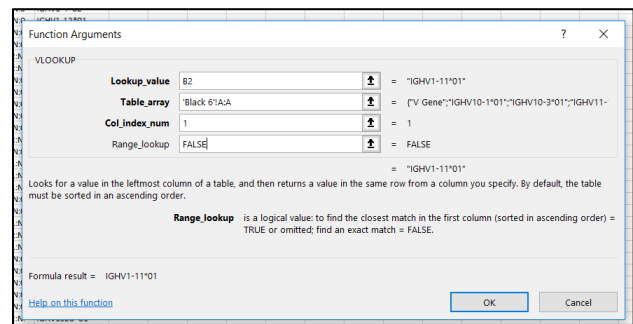 Function Arguments ? ×
VLOOKUP
Lookup_value B2 = "IGHV1-11*01"
Table_array 'Black 6'!A:A = {"V Gene";"IGHV10-1*01";"IGHV10-3*01";"IGHV11-
Col_index_num 1 = 1
Range_lookup FALSE = FALSE
= "IGHV1-11*01"
Looks for a value in the leftmost column of a table, and then returns a value in the same row from a column you specify. By default, the table
must be sorted in an ascending order.
Range_lookup is a logical value: to find the closest match in the first column (sorted in ascending order) =
TRUE or omitted; find an exact match = FALSE.
Formula result = IGHV1-11*01
Help on this function OK Cancel